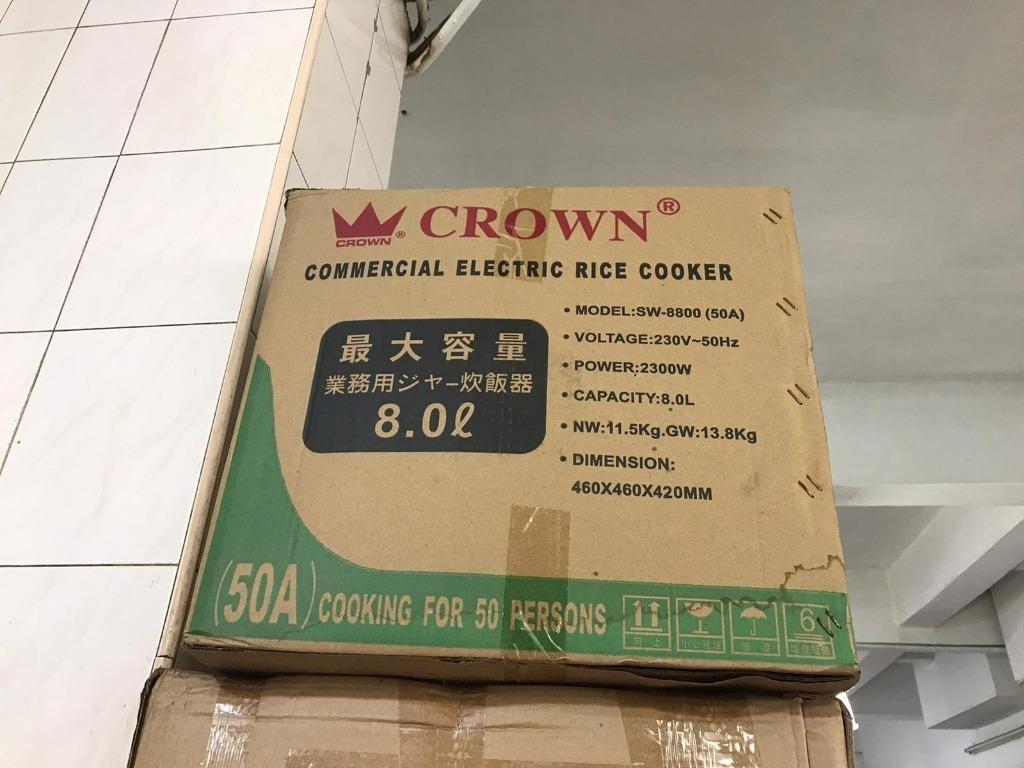 CROWN ®
CROWN®
COMMERCIAL ELECTRIC RICE COOKER
最大容量
業務用ジャー炊飯器
8.0ℓ
• MODEL:SW-8800 (50A)
• VOLTAGE:230V~50Hz
• POWER:2300W
• CAPACITY:8.0L
• NW:11.5Kg.GW:13.8Kg
• DIMENSION:
460X460X420MM
(50A) COOKING FOR 50 PERSONS
向上
6